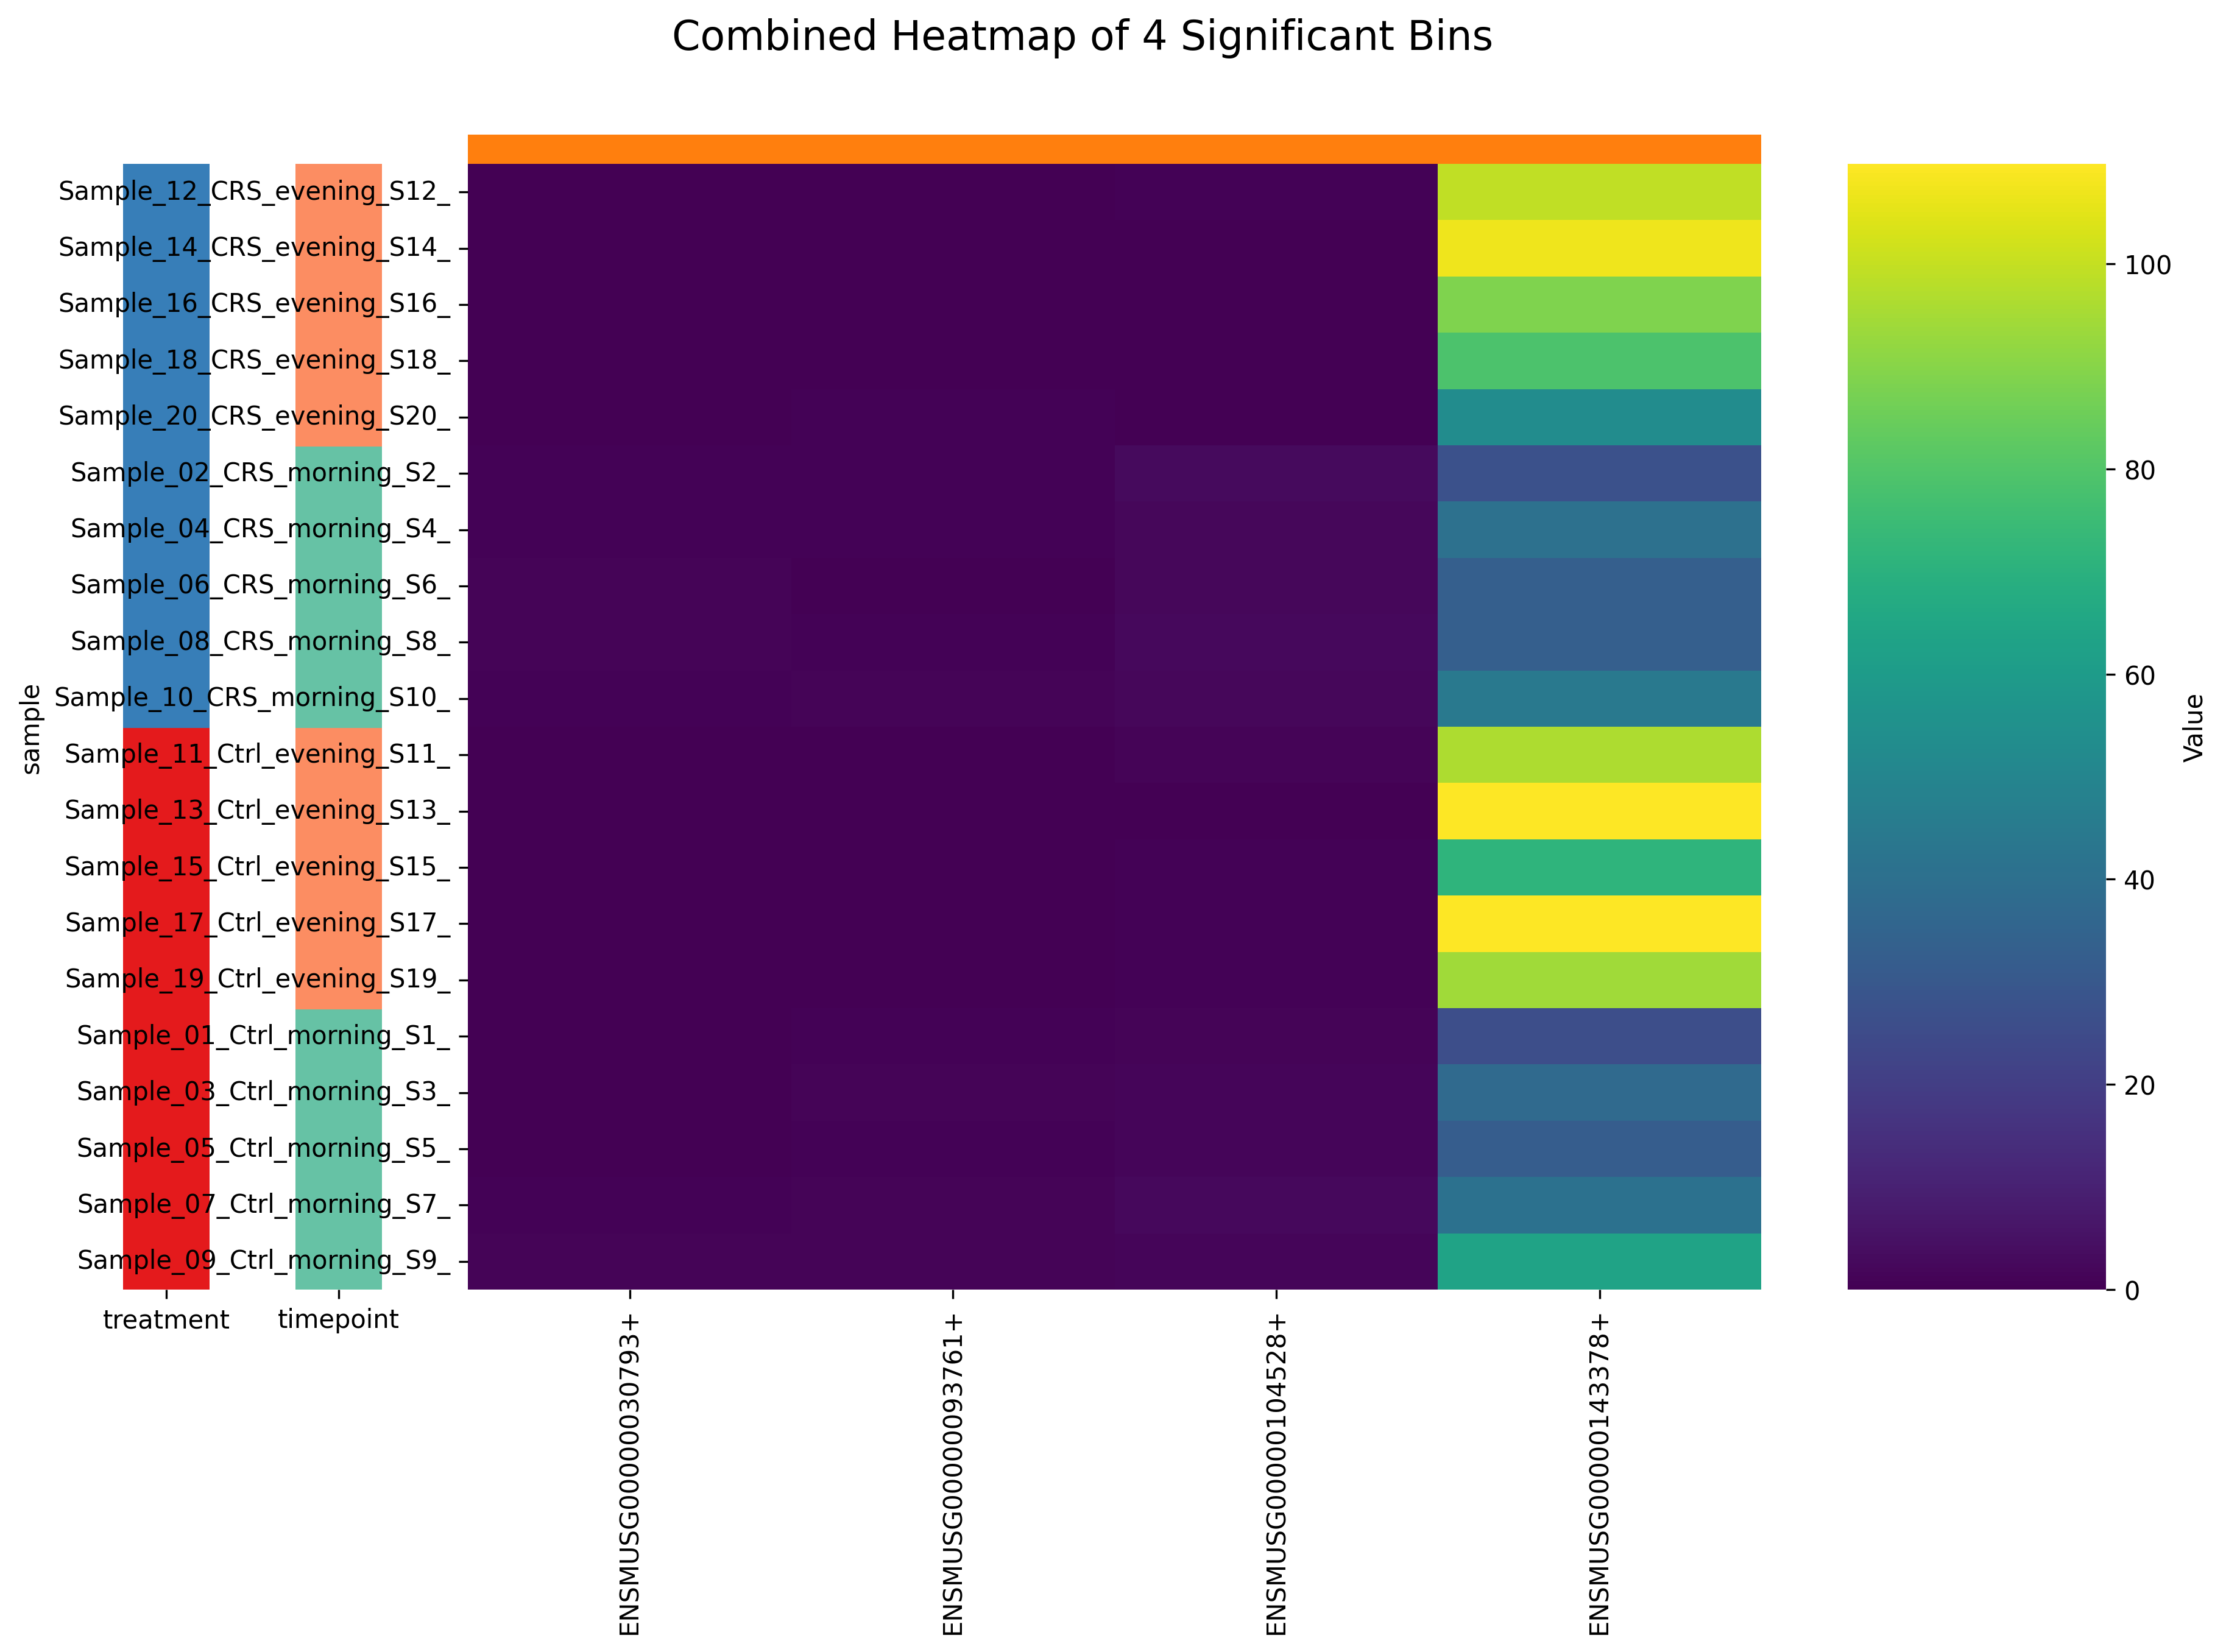 Combined Heatmap of 4 Significant Bins
Sample_12_CRS_evening_S12_
Sample_14_CRS_evening_S14_
Sample_16_CRS_evening_S16_
Sample_18_CRS_evening_S18_
Sample_20_CRS_evening_S20_
Sample_02_CRS_morning_S2_
Sample_04_CRS_morning_S4_
Sample_06_CRS_morning_S6_
Sample_08_CRS_morning_S8_
Sample_10_CRS_morning_S10_
Sample_11_Ctrl_evening_S11_
Sample_13_Ctrl_evening_S13_
Sample_15_Ctrl_evening_S15_
Sample_17_Ctrl_evening_S17_
Sample_19_Ctrl_evening_S19_
Sample_01_Ctrl_morning_S1_
Sample_03_Ctrl_morning_S3_
Sample_05_Ctrl_morning_S5_
Sample_07_Ctrl_morning_S7_
Sample_09_Ctrl_morning_S9_
sample
treatment
timepoint
ENSMUSG00000030793+
ENSMUSG00000093761+
ENSMUSG00000104528+
ENSMUSG00000143378+
100
80
60
40
20
0
Value